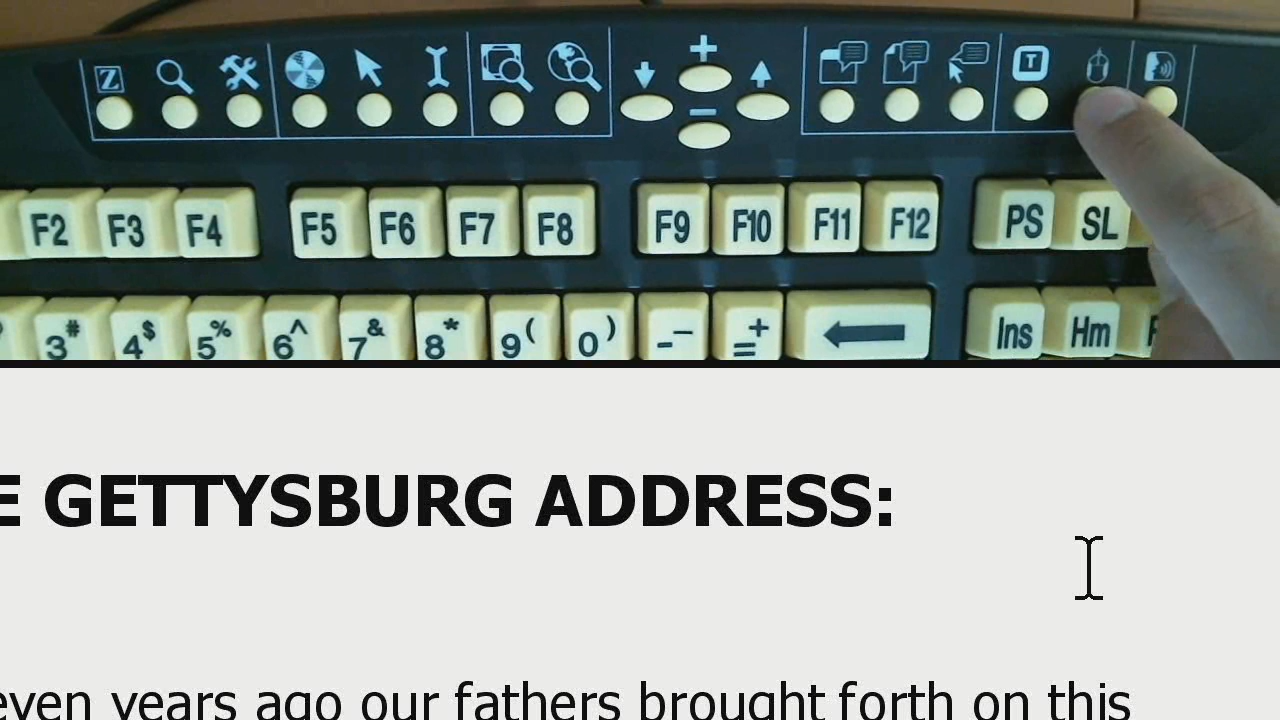 Z
T
F2 F3 F4 F5 F6 F7 F8 F9 F10 F11 F12 PS SL
3# 4$ 5% 6^ 7& 8* 9( 0) -_ =+ Ins Hm
E GETTYSBURG ADDRESS:
even years ago our fathers brought forth on this